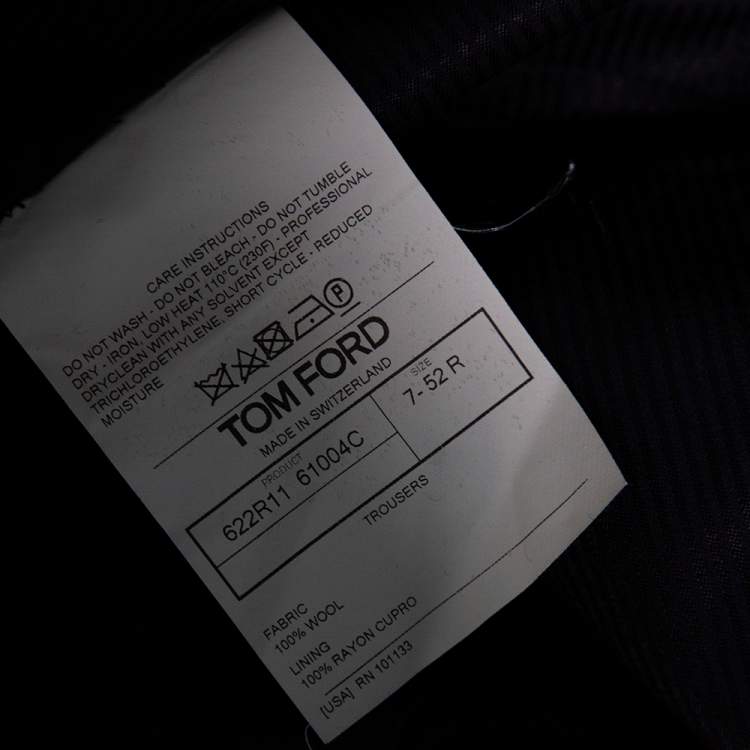 CARE INSTRUCTIONS
DO NOT WASH - DO NOT BLEACH - DO NOT TUMBLE
DRY - IRON, LOW HEAT 110°C (230F) - PROFESSIONAL
DRYCLEAN WITH ANY SOLVENT EXCEPT
TRICHLOROETHYLENE, SHORT CYCLE - REDUCED
MOISTURE
P
TOM FORD
MADE IN SWITZERLAND
PRODUCT SIZE
622R11 61004C 7- 52 R
TROUSERS
FABRIC
100% WOOL
LINING
100% RAYON CUPRO
[USA] RN 101133